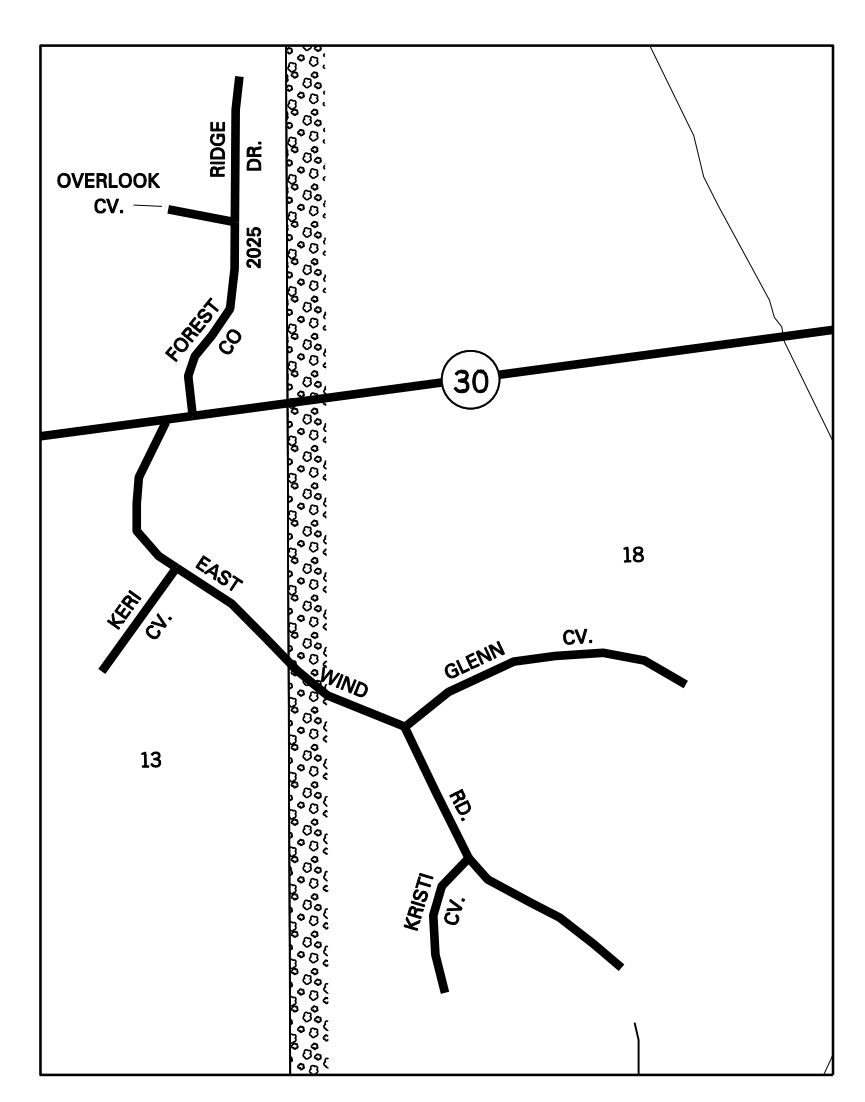 RIDGE
DR.
OVERLOOK
CV.
2025
FOREST
CO
30
18
EAST
KERI
CV.
CV.
GLENN
WIND
13
RD.
KRISTI
CV.